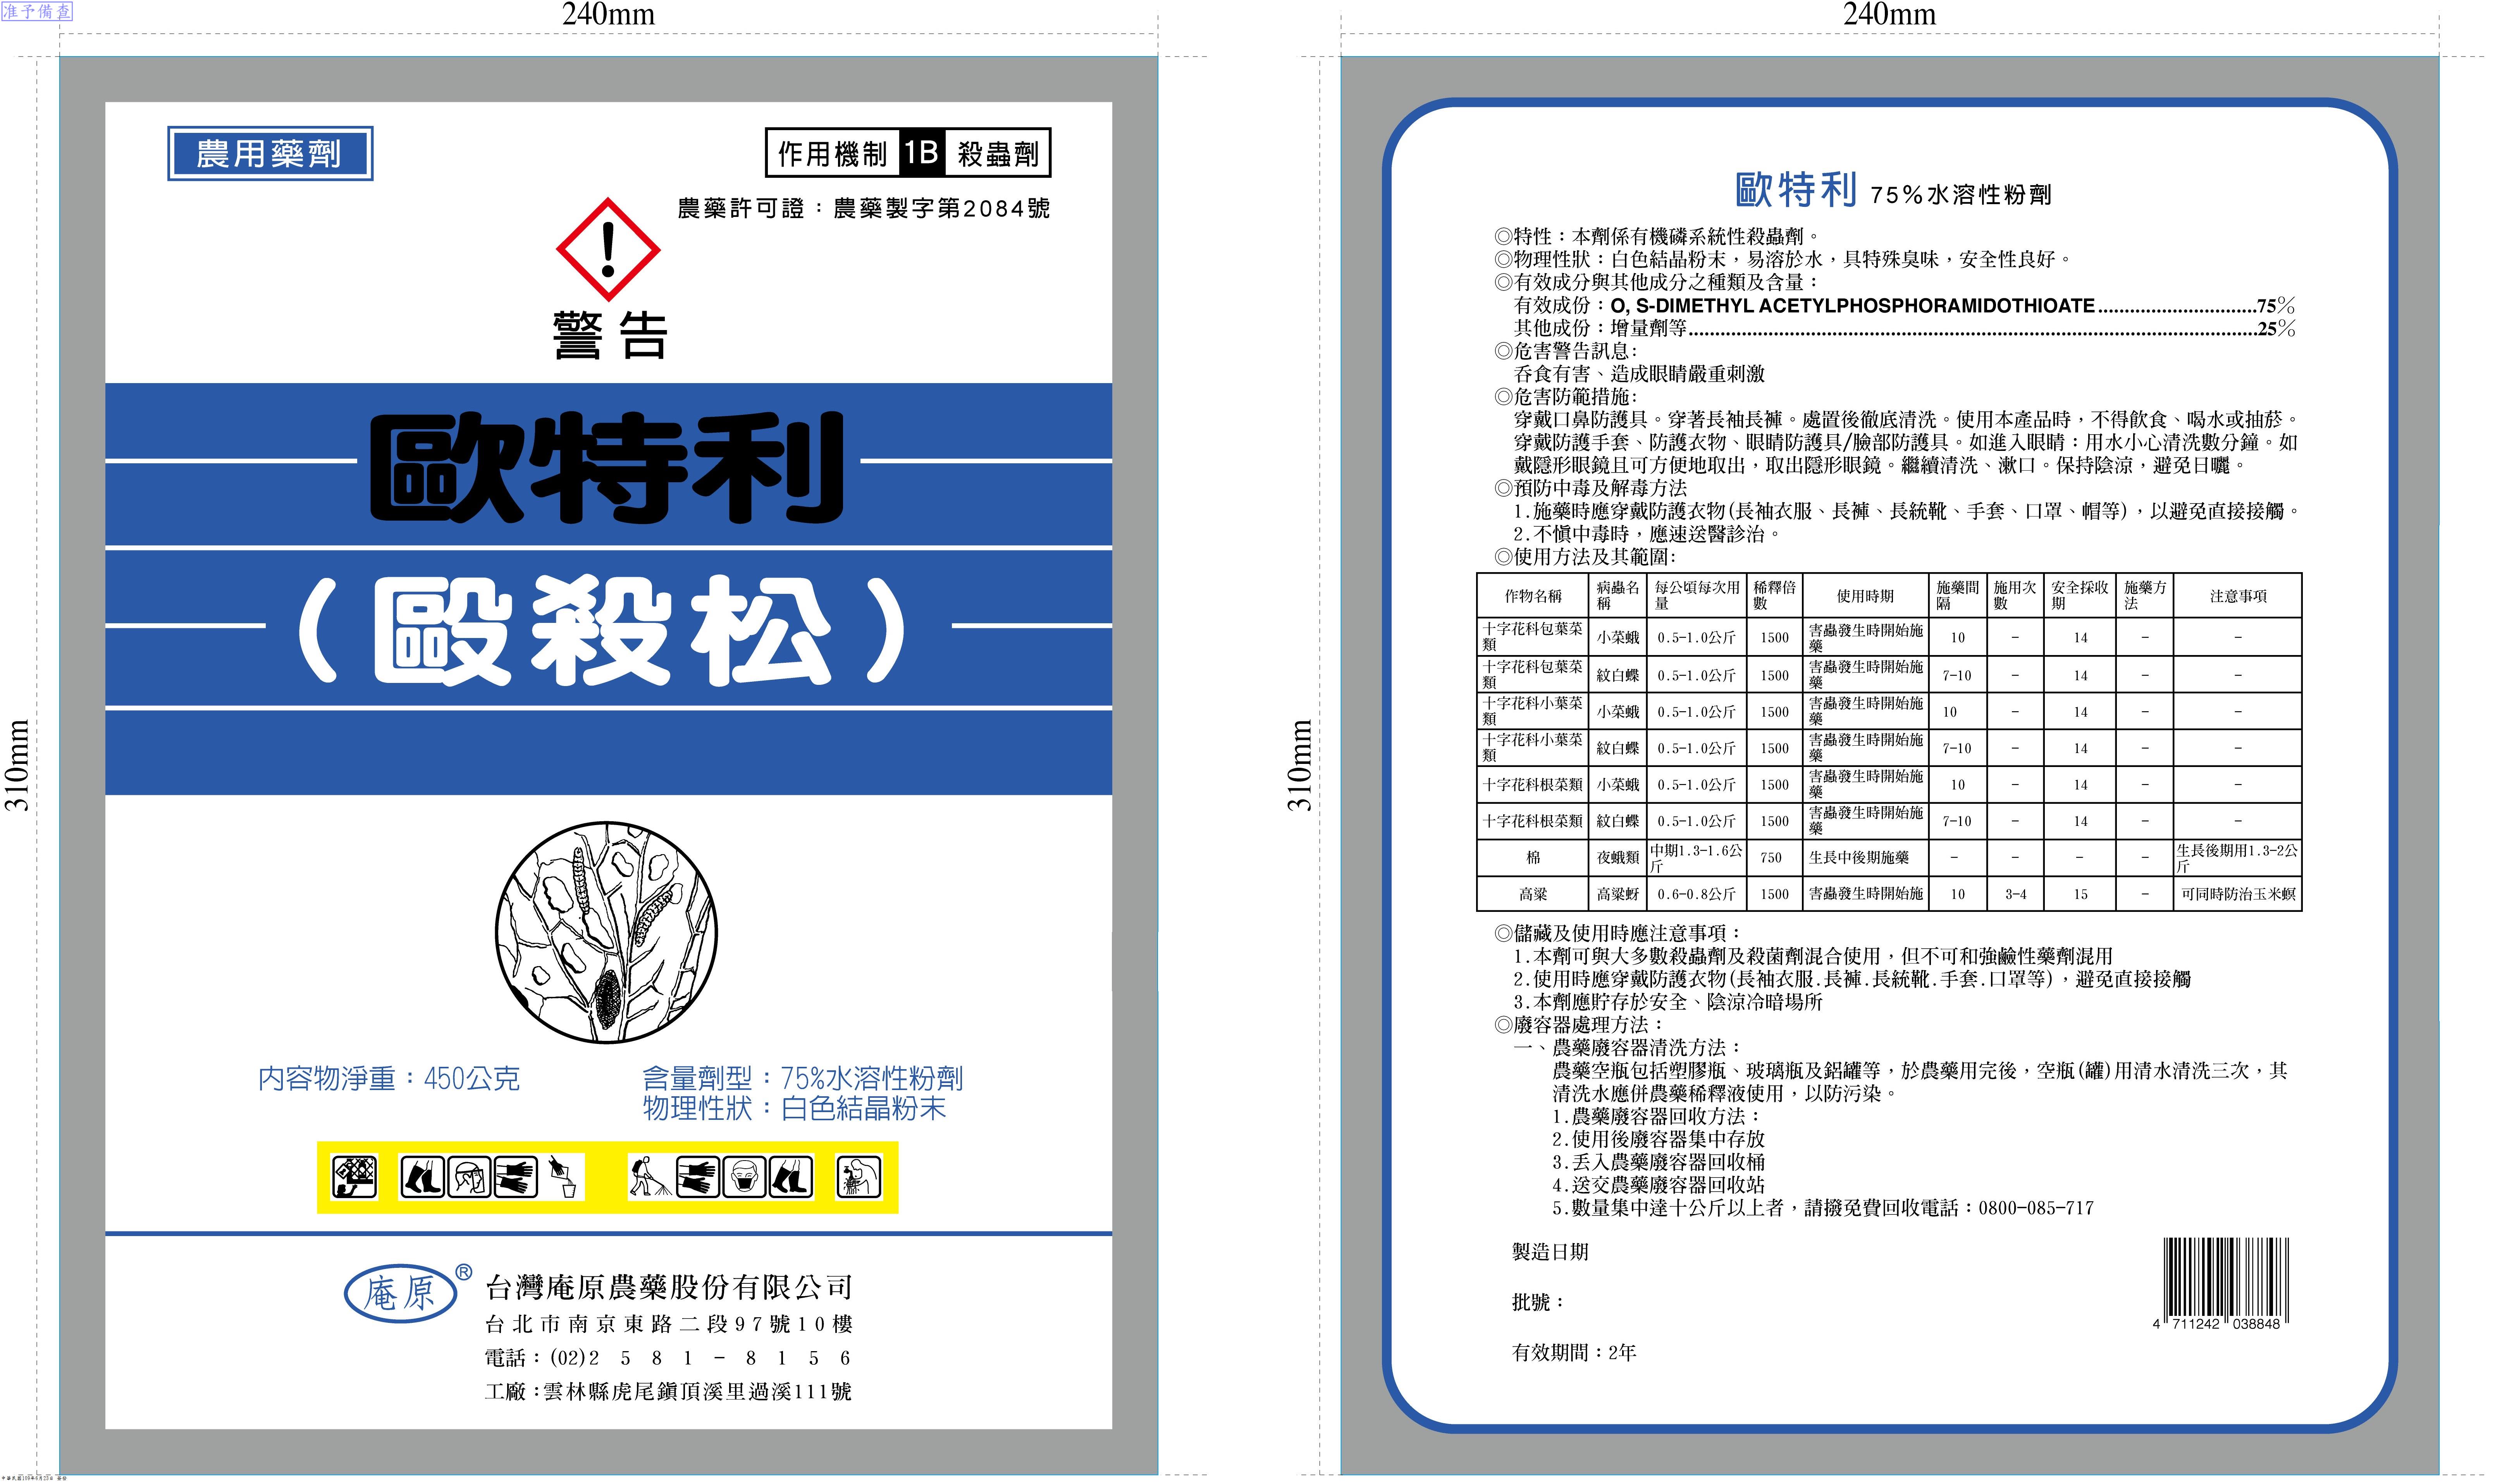 准予備查
240mm
310mm
農用藥劑
作用機制 1B 殺蟲劑
農藥許可證：農藥製字第2084號
!
警告
歐特利
（毆殺松）
內容物淨重：450公克
含量劑型：75%水溶性粉劑
物理性狀：白色結晶粉末
庵原®
台灣庵原農藥股份有限公司
台北市南京東路二段97號10樓
電話：(02)2581-8156
工廠：雲林縣虎尾鎮頂溪里過溪111號
240mm
310mm
歐特利 75%水溶性粉劑
◎特性：本劑係有機磷系統性殺蟲劑。
◎物理性狀：白色結晶粉末，易溶於水，具特殊臭味，安全性良好。
◎有效成分與其他成分之種類及含量：
有效成份：O, S-DIMETHYL ACETYLPHOSPHORAMIDOTHIOATE..............................75%
其他成份：增量劑等..........................................................................................................25%
◎危害警告訊息:
吞食有害、造成眼睛嚴重刺激
◎危害防範措施:
穿戴口鼻防護具。穿著長袖長褲。處置後徹底清洗。使用本產品時，不得飲食、喝水或抽菸。
穿戴防護手套、防護衣物、眼睛防護具/臉部防護具。如進入眼睛：用水小心清洗數分鐘。如
戴隱形眼鏡且可方便地取出，取出隱形眼鏡。繼續清洗、漱口。保持陰涼，避免日曬。
◎預防中毒及解毒方法
1.施藥時應穿戴防護衣物(長袖衣服、長褲、長統靴、手套、口罩、帽等)，以避免直接接觸。
2.不慎中毒時，應速送醫診治。
◎使用方法及其範圍:
作物名稱 病蟲名稱 每公頃每次用量 稀釋倍數 使用時期 施藥間隔 施用次數 安全採收期 施藥方法 注意事項
十字花科包葉菜類 小菜蛾 0.5-1.0公斤 1500 害蟲發生時開始施藥 10 - 14 - -
十字花科包葉菜類 紋白蝶 0.5-1.0公斤 1500 害蟲發生時開始施藥 7-10 - 14 - -
十字花科小葉菜類 小菜蛾 0.5-1.0公斤 1500 害蟲發生時開始施藥 10 - 14 - -
十字花科小葉菜類 紋白蝶 0.5-1.0公斤 1500 害蟲發生時開始施藥 7-10 - 14 - -
十字花科根菜類 小菜蛾 0.5-1.0公斤 1500 害蟲發生時開始施藥 10 - 14 - -
十字花科根菜類 紋白蝶 0.5-1.0公斤 1500 害蟲發生時開始施藥 7-10 - 14 - -
棉 夜蛾類 中期1.3-1.6公斤 750 生長中後期施藥 - - - - 生長後期用1.3-2公斤
高粱 高粱蚜 0.6-0.8公斤 1500 害蟲發生時開始施 10 3-4 15 - 可同時防治玉米螟
◎儲藏及使用時應注意事項：
1.本劑可與大多數殺蟲劑及殺菌劑混合使用，但不可和強鹼性藥劑混用
2.使用時應穿戴防護衣物(長袖衣服.長褲.長統靴.手套.口罩等)，避免直接接觸
3.本劑應貯存於安全、陰涼冷暗場所
◎廢容器處理方法：
一、農藥廢容器清洗方法：
農藥空瓶包括塑膠瓶、玻璃瓶及鋁罐等，於農藥用完後，空瓶(罐)用清水清洗三次，其
清洗水應併農藥稀釋液使用，以防污染。
1.農藥廢容器回收方法：
2.使用後廢容器集中存放
3.丟入農藥廢容器回收桶
4.送交農藥廢容器回收站
5.數量集中達十公斤以上者，請撥免費回收電話：0800-085-717
製造日期
批號：
有效期間：2年
4 711242 038848